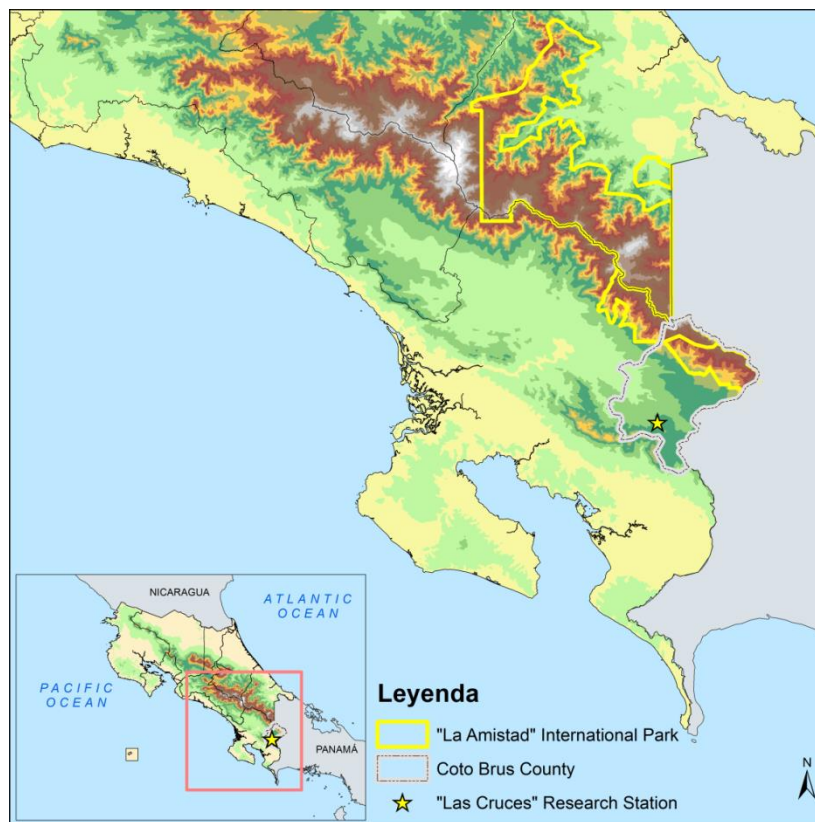 NICARAGUA
ATLANTIC
OCEAN
PACIFIC
OCEAN
PANAMÁ
Leyenda
"La Amistad" International Park
Coto Brus County
"Las Cruces" Research Station
N